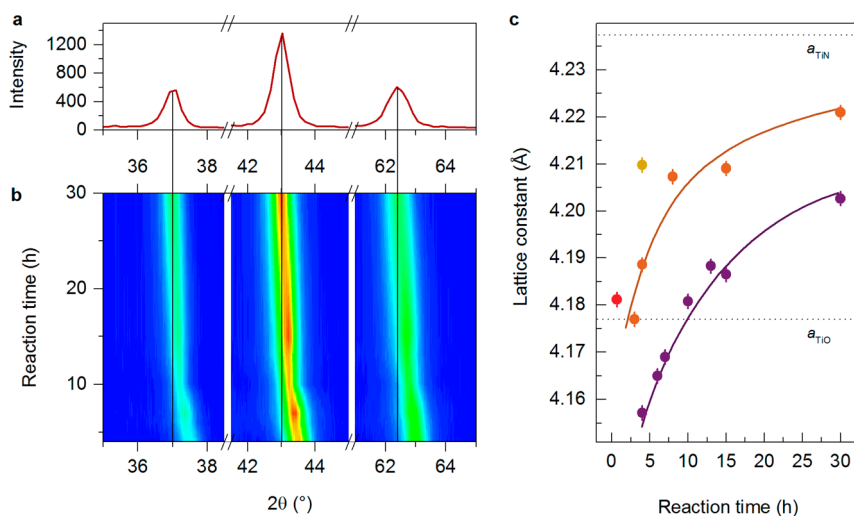 a
Intensity
1200
800
400
0
36 38 42 44 62 64
b
Reaction time (h)
30
20
10
36 38 42 44 62 64
2θ (°)
c
Lattice constant (Å)
4.23
4.22
4.21
4.20
4.19
4.18
4.17
4.16
aTiN
aTiO
0 5 10 15 20 25 30
Reaction time (h)